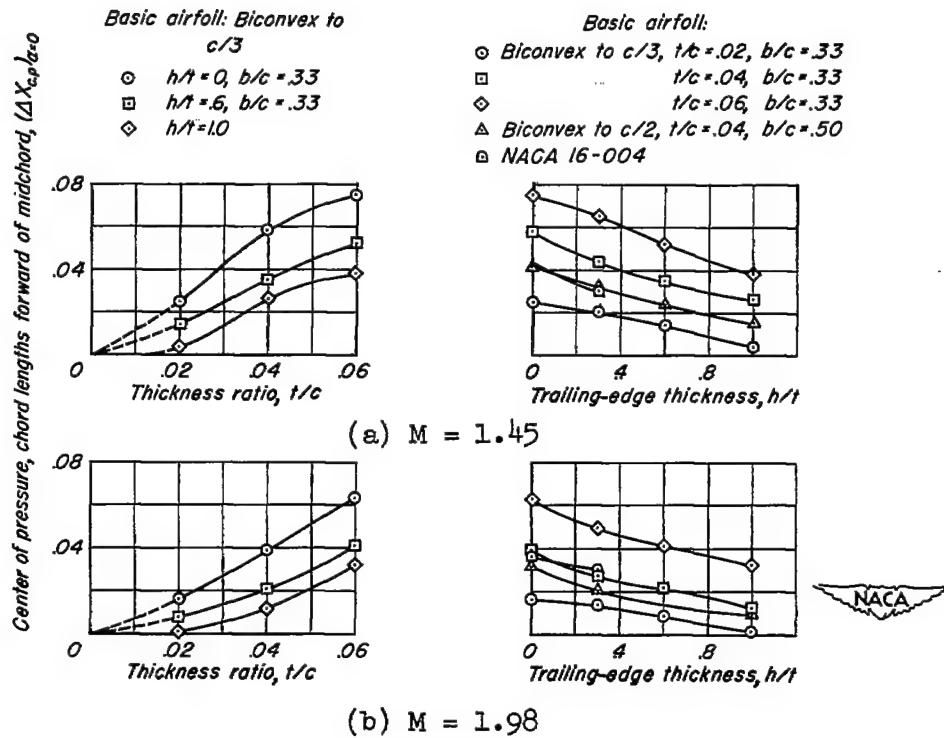 Center of pressure, chord lengths forward of midchord, (ΔXc.p.)α=0
Basic airfoil: Biconvex to
c/3
h/t=0, b/c=.33
h/t=.6, b/c=.33
h/t=1.0
Basic airfoil:
Biconvex to c/3, t/c=.02, b/c=.33
t/c=.04, b/c=.33
t/c=.06, b/c=.33
Biconvex to c/2, t/c=.04, b/c=.50
NACA 16-004
.08
.04
0
0 .02 .04 .06
Thickness ratio, t/c
0 .4 .8
Trailing-edge thickness, h/t
(a) M = 1.45
.08
.04
0
.02 .04 .06
Thickness ratio, t/c
0 .4 .8
Trailing-edge thickness, h/t
NACA
(b) M = 1.98